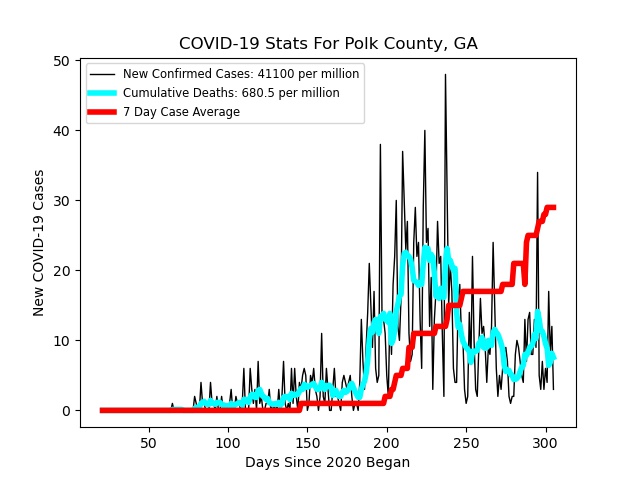 COVID-19 Stats For Polk County, GA
New Confirmed Cases: 41100 per million
Cumulative Deaths: 680.5 per million
7 Day Case Average
50
40
30
20
10
0
New COVID-19 Cases
50 100 150 200 250 300
Days Since 2020 Began